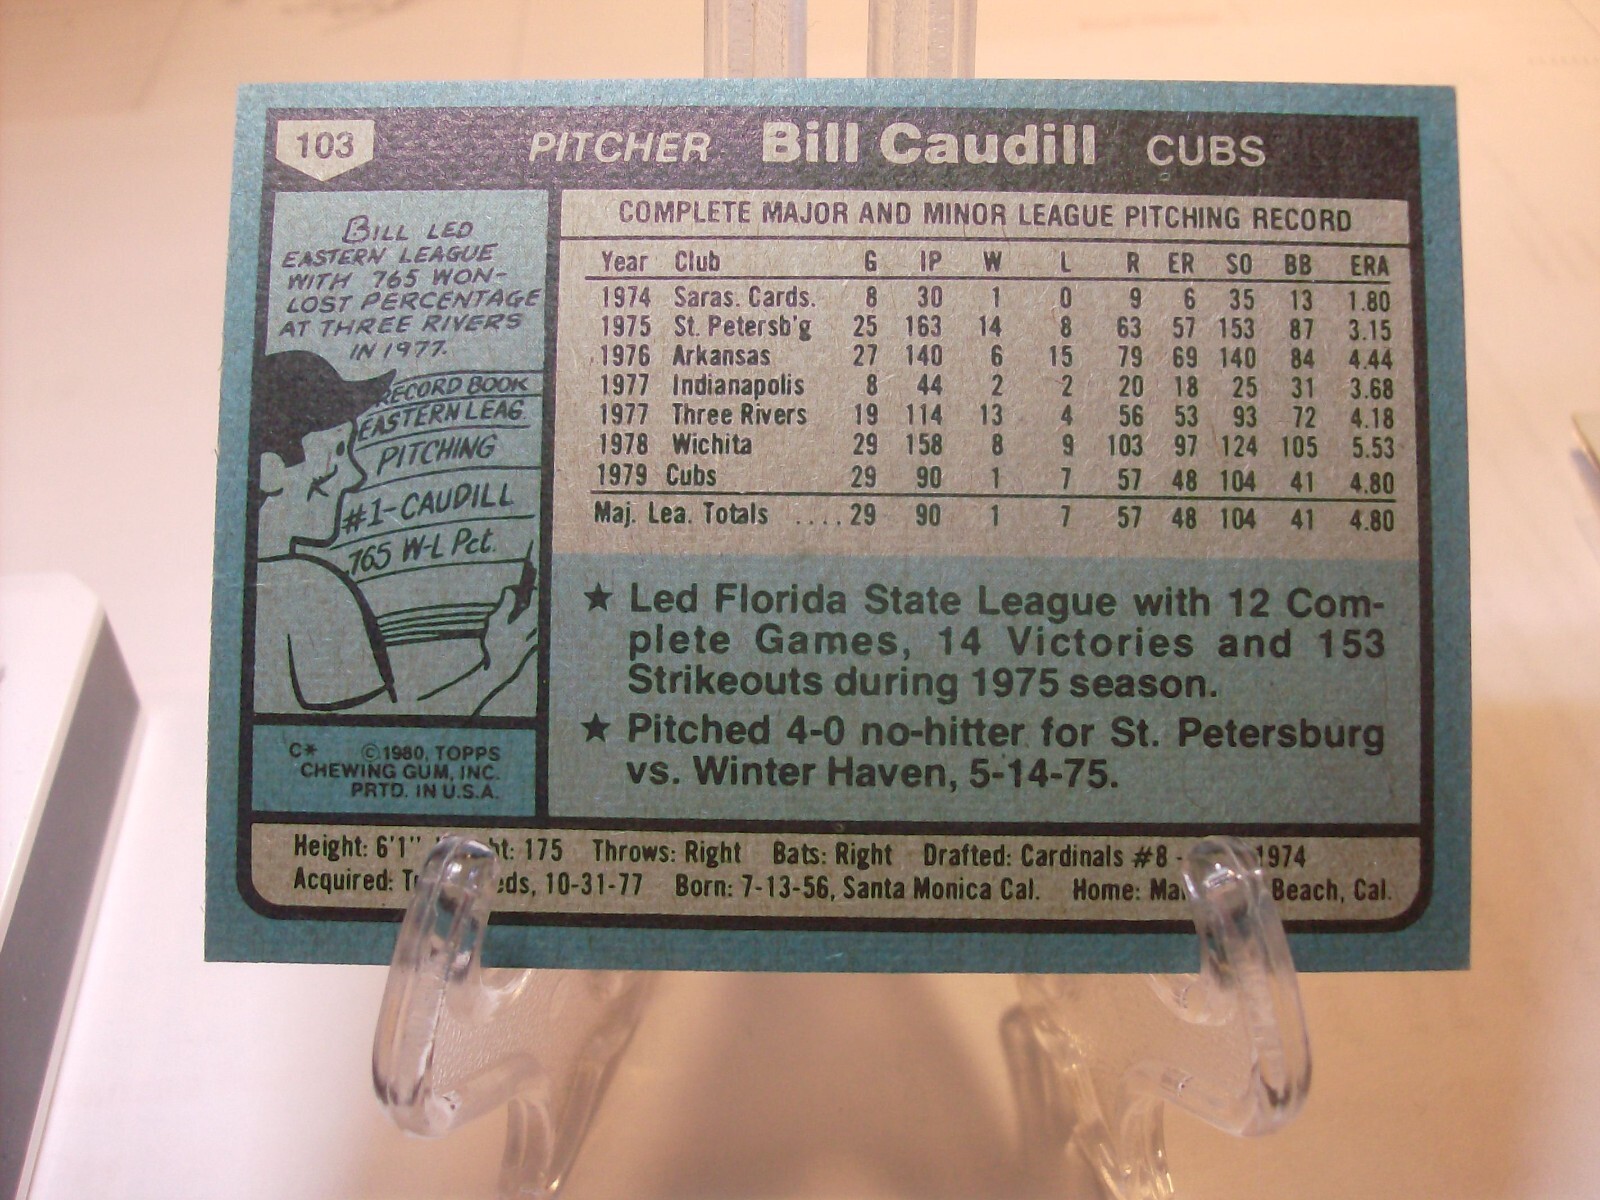 103 PITCHER Bill Caudill CUBS
BILL LED
EASTERN LEAGUE
WITH 765 WON-
LOST PERCENTAGE
AT THREE RIVERS
IN 1977.
RECORD BOOK
EASTERN LEAG.
PITCHING
#1-CAUDILL
.765 W-L Pct.
C* ©1980, TOPPS
CHEWING GUM, INC.
PRTD. IN U.S.A.
COMPLETE MAJOR AND MINOR LEAGUE PITCHING RECORD
Year Club G IP W L R ER SO BB ERA
1974 Saras. Cards. 8 30 1 0 9 6 35 13 1.80
1975 St. Petersb'g 25 163 14 8 63 57 153 87 3.15
1976 Arkansas 27 140 6 15 79 69 140 84 4.44
1977 Indianapolis 8 44 2 2 20 18 25 31 3.68
1977 Three Rivers 19 114 13 4 56 53 93 72 4.18
1978 Wichita 29 158 8 9 103 97 124 105 5.53
1979 Cubs 29 90 1 7 57 48 104 41 4.80
Maj. Lea. Totals ....29 90 1 7 57 48 104 41 4.80
★ Led Florida State League with 12 Com-
plete Games, 14 Victories and 153
Strikeouts during 1975 season.
★ Pitched 4-0 no-hitter for St. Petersburg
vs. Winter Haven, 5-14-75.
Height: 6'1" 175 Throws: Right Bats: Right Drafted: Cardinals #8 - 1974
Acquired: 10-31-77 Born: 7-13-56, Santa Monica Cal. Home: Beach, Cal.